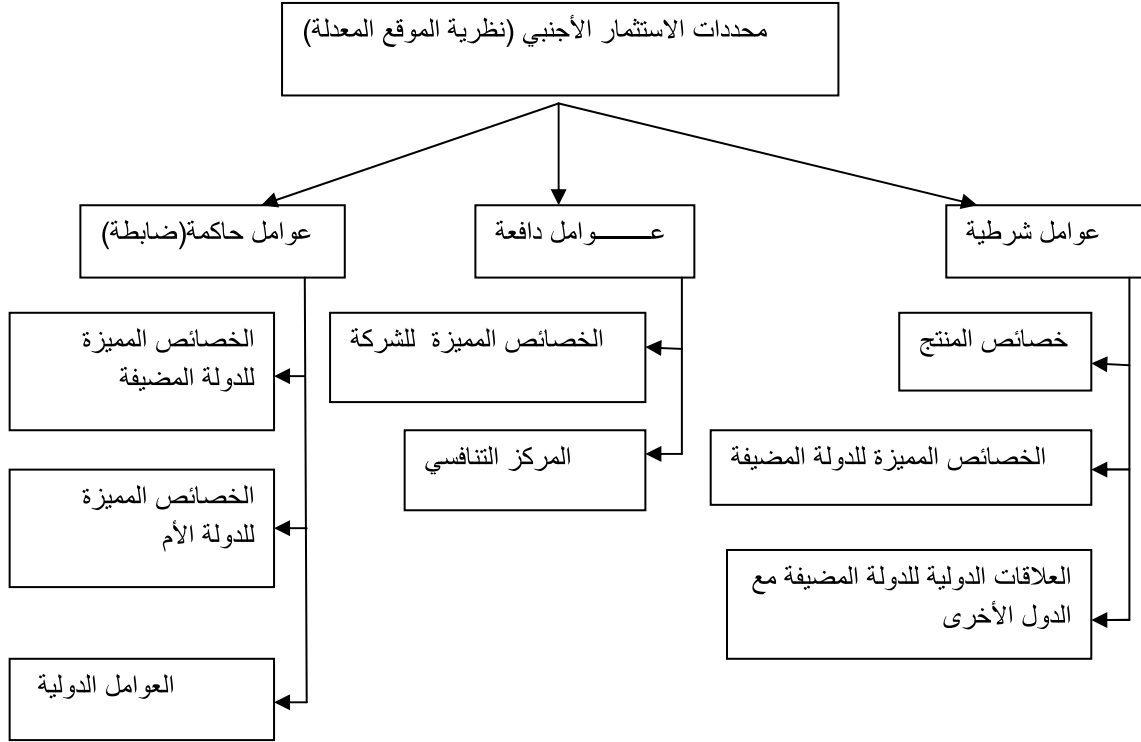 محددات الاستثمار الأجنبي (نظرية الموقع المعدلة)
عوامل شرطية
عـــــــوامل دافعة
عوامل حاكمة(ضابطة)
خصائص المنتج
الخصائص المميزة للدولة المضيفة
العلاقات الدولية للدولة المضيفة مع
الدول الأخرى
الخصائص المميزة للشركة
المركز التنافسي
الخصائص المميزة
للدولة المضيفة
الخصائص المميزة
للدولة الأم
العوامل الدولية